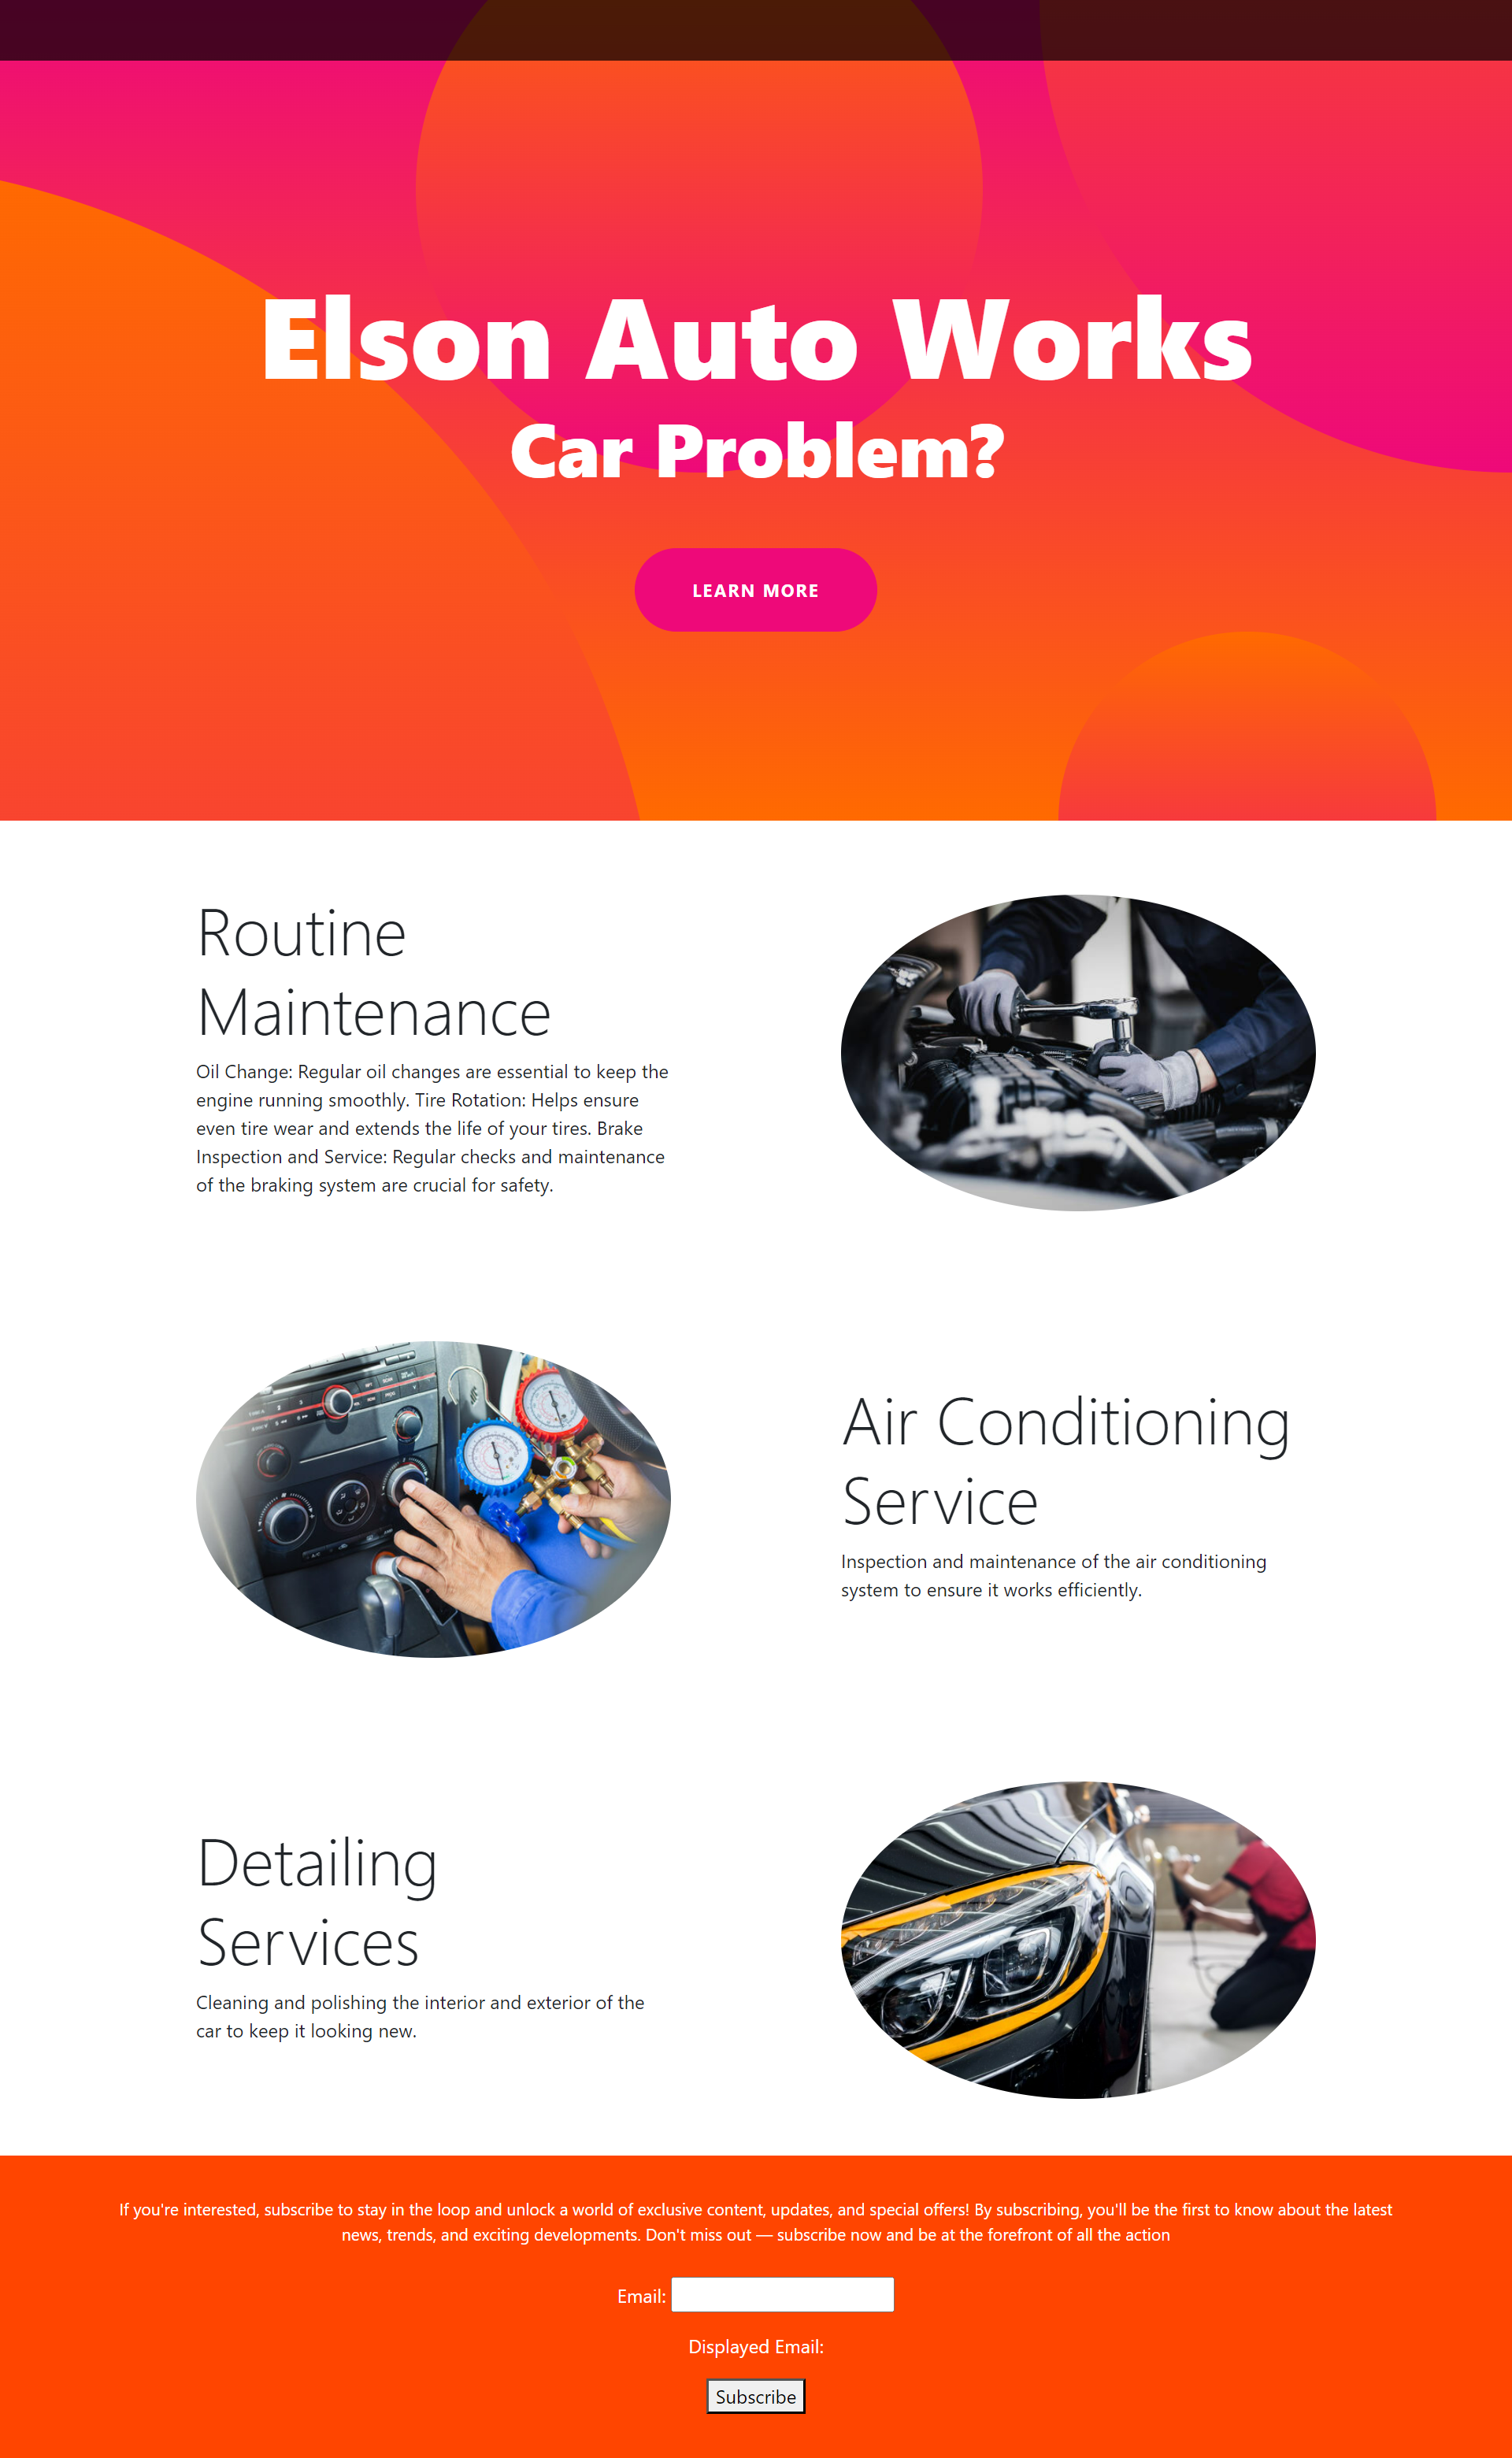 Elson Auto Works
Car Problem?
LEARN MORE
Routine
Maintenance
Oil Change: Regular oil changes are essential to keep the
engine running smoothly. Tire Rotation: Helps ensure
even tire wear and extends the life of your tires. Brake
Inspection and Service: Regular checks and maintenance
of the braking system are crucial for safety.
Air Conditioning
Service
Inspection and maintenance of the air conditioning
system to ensure it works efficiently.
Detailing
Services
Cleaning and polishing the interior and exterior of the
car to keep it looking new.
If you're interested, subscribe to stay in the loop and unlock a world of exclusive content, updates, and special offers! By subscribing, you'll be the first to know about the latest
news, trends, and exciting developments. Don't miss out — subscribe now and be at the forefront of all the action
Email:
Displayed Email:
Subscribe